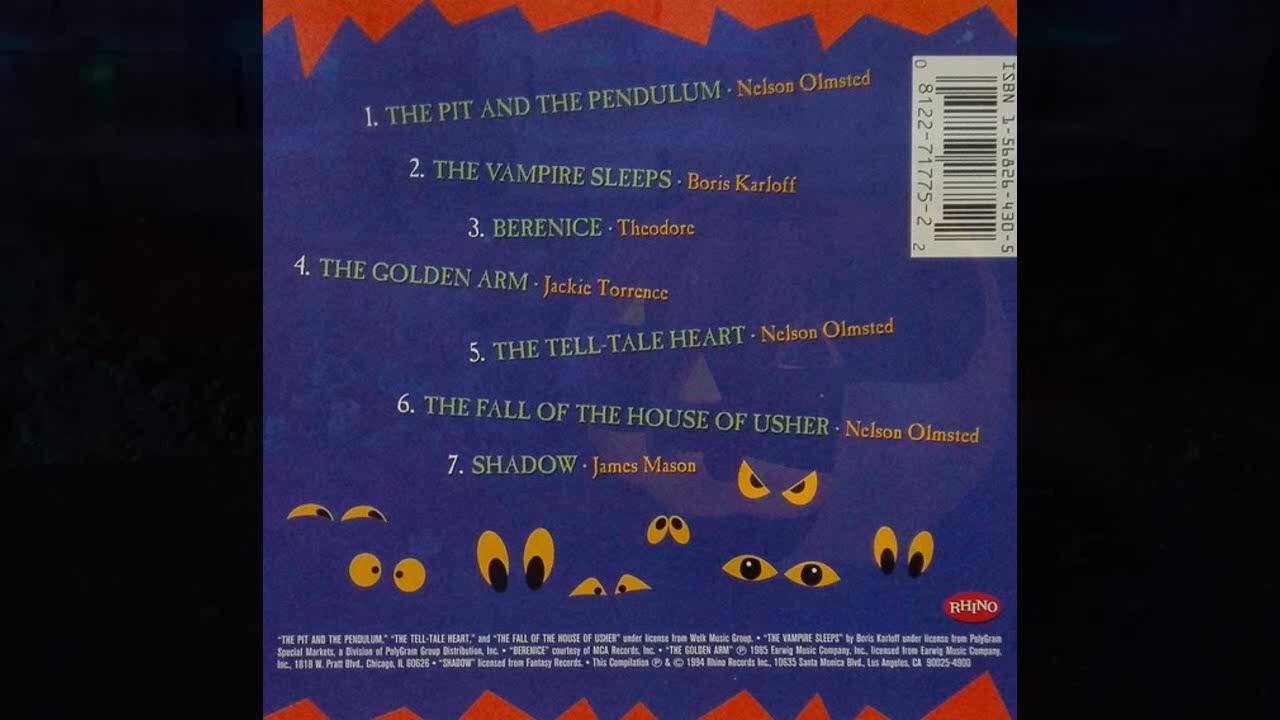 1. THE PIT AND THE PENDULUM · Nelson Olmsted
2. THE VAMPIRE SLEEPS · Boris Karloff
3. BERENICE · Theodore
4. THE GOLDEN ARM · Jackie Torrence
5. THE TELL-TALE HEART · Nelson Olmsted
6. THE FALL OF THE HOUSE OF USHER · Nelson Olmsted
7. SHADOW · James Mason
ISBN 1-56826-430-5
0 8122-71775-2 2
RHINO
"THE PIT AND THE PENDULUM," "THE TELL-TALE HEART," and "THE FALL OF THE HOUSE OF USHER" under license from Welk Music Group. • "THE VAMPIRE SLEEPS" by Boris Karloff under license from PolyGram
Special Markets, a Division of PolyGram Group Distribution, Inc. • "BERENICE" courtesy of MCA Records, Inc. • "THE GOLDEN ARM" ℗ 1985 Earwig Music Company, Inc., licensed from Earwig Music Company,
Inc., 1818 W. Pratt Blvd., Chicago, IL 60626 • "SHADOW" licensed from Fantasy Records. • This Compilation ℗ & © 1994 Rhino Records Inc., 10635 Santa Monica Blvd., Los Angeles, CA 90025-4900